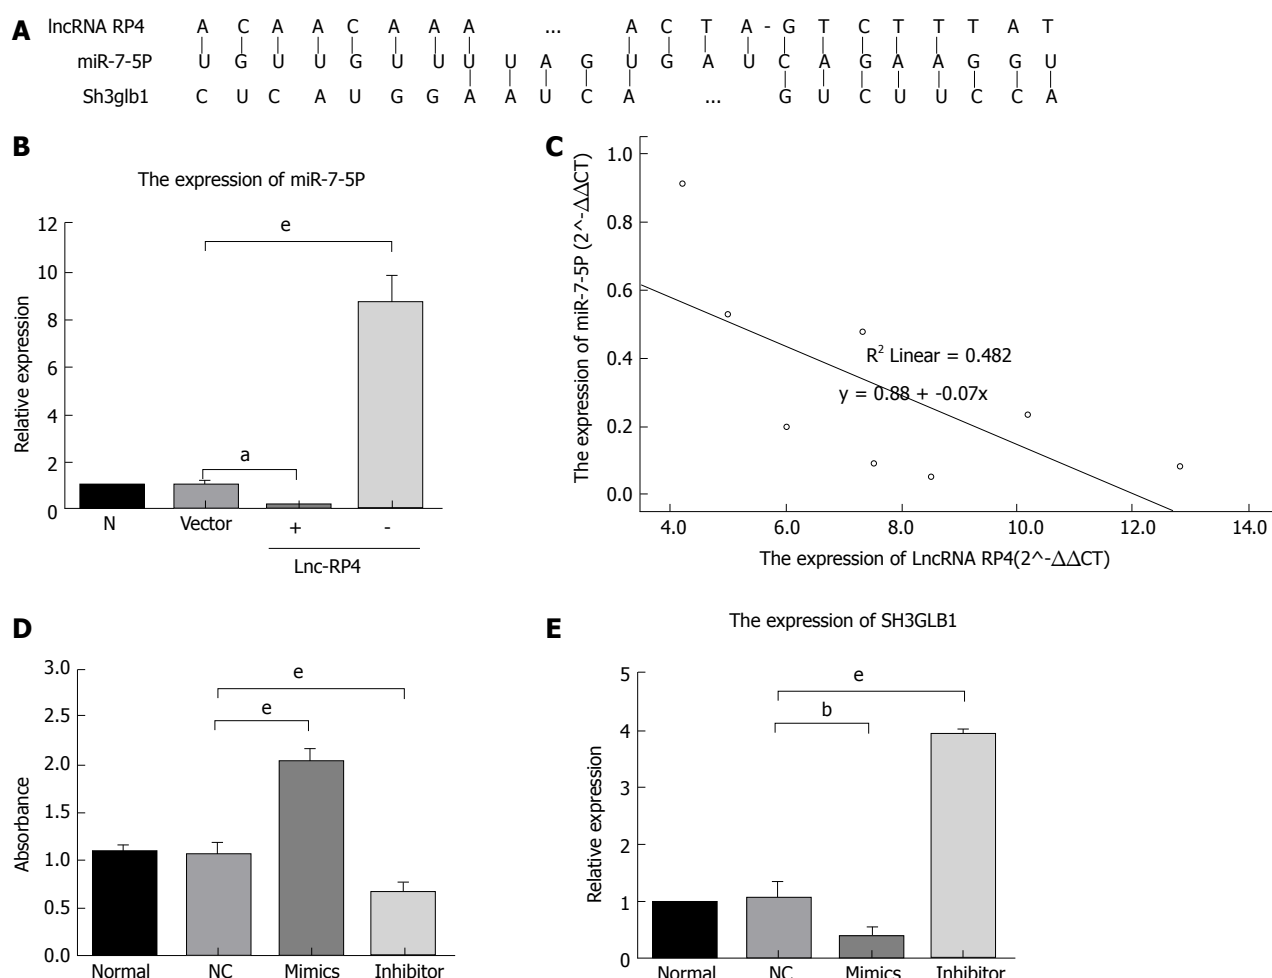 A
lncRNA RP4 A C A A C A A A ... A C T A - G T C T T T A T
miR-7-5P U G U U G U U U U A G U G A U C A G A A G G U
Sh3glb1 C U C A U G G A A U C A ... G U C U U C C A
B
The expression of miR-7-5P
Relative expression
12
10
8
6
4
2
0
e
a
N Vector + -
Lnc-RP4
C
The expression of miR-7-5P (2^-ΔΔCT)
1.0
0.8
0.6
0.4
0.2
0.0
R² Linear = 0.482
y = 0.88 + -0.07x
4.0 6.0 8.0 10.0 12.0 14.0
The expression of LncRNA RP4(2^-ΔΔCT)
D
Absorbance
3.0
2.5
2.0
1.5
1.0
0.5
0.0
e
e
Normal NC Mimics Inhibitor
E
The expression of SH3GLB1
Relative expression
5
4
3
2
1
0
e
b
Normal NC Mimics Inhibitor